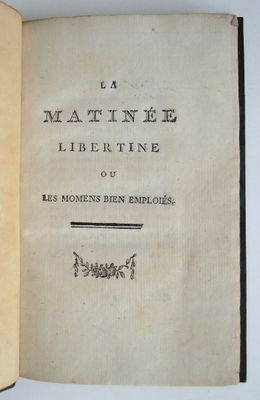 LA
MATINÉE
LIBERTINE
OU
LES MOMENS BIEN EMPLOIÉS.